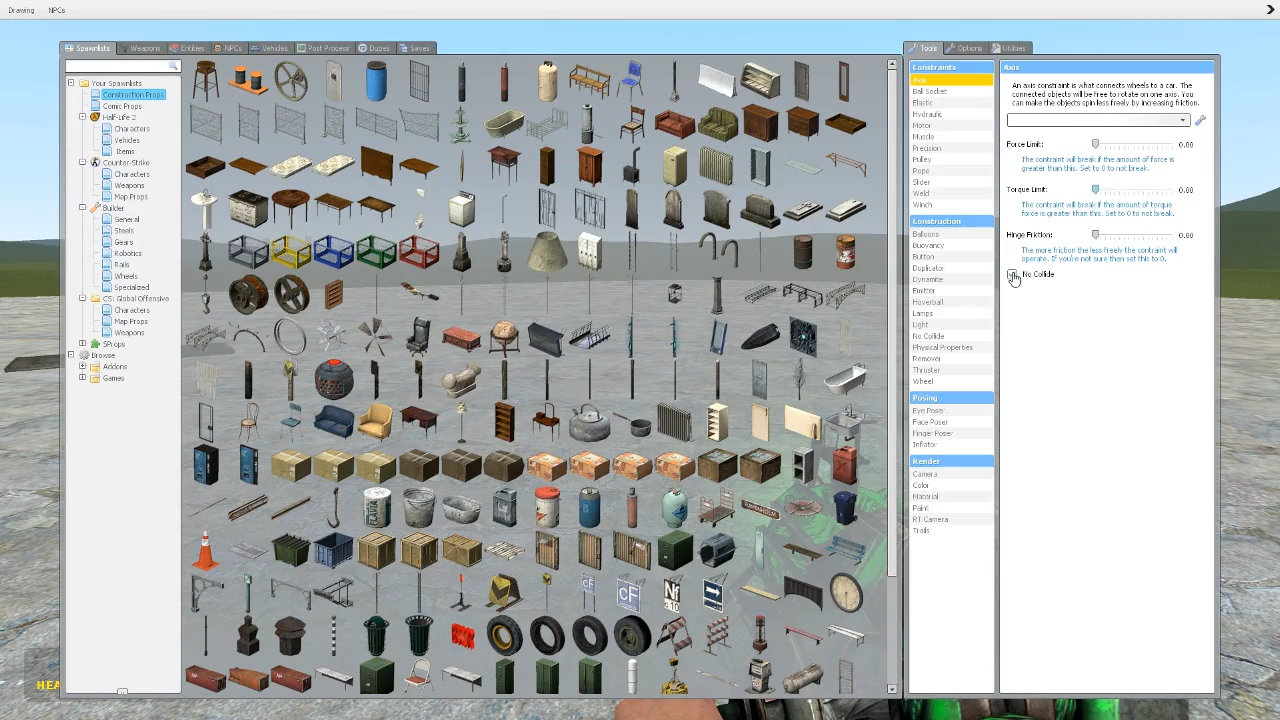 Drawing NPCs
Spawnlists Weapons Entities NPCs Vehicles Post Process Dupes Saves
Tools Options Utilities
Your Spawnlists
Construction Props
Comic Props
Half-Life 2
Characters
Vehicles
Items
Counter-Strike
Characters
Weapons
Map Props
Builder
General
Steels
Gears
Robotics
Rails
Wheels
Specialized
CS: Global Offensive
Characters
Map Props
Weapons
SProps
Browse
Addons
Games
CF
CF
HEA
Constraints
Axis
Ball Socket
Elastic
Hydraulic
Motor
Muscle
Precision
Pulley
Rope
Slider
Weld
Winch
Construction
Balloons
Buoyancy
Button
Duplicator
Dynamite
Emitter
Hoverball
Lamps
Light
No Collide
Physical Properties
Remover
Thruster
Wheel
Posing
Eye Poser
Face Poser
Finger Poser
Inflator
Render
Camera
Color
Material
Paint
RT Camera
Trails
Axis
An axis constraint is what connects wheels to a car. The
connected objects will be free to rotate on one axis. You
can make the objects spin less freely by increasing friction.
Force Limit: 0.00
The contraint will break if the amount of force is
greater than this. Set to 0 to not break.
Torque Limit: 0.00
The contraint will break if the amount of torque
force is greater than this. Set to 0 to not break.
Hinge Friction: 0.00
The more friction the less freely the contraint will
operate. If you're not sure then set this to 0.
No Collide